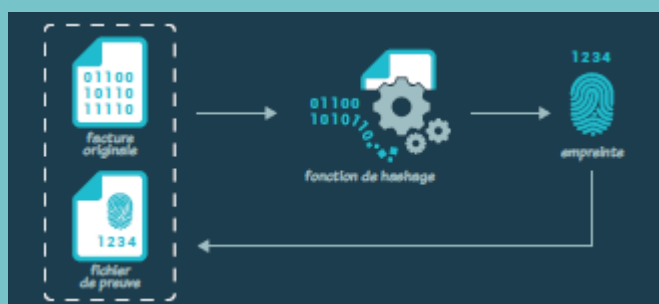 01100
10110
11110
facture
originale
1234
fichier
de preuve
01100
1010110
fonction de hashage
1234
empreinte